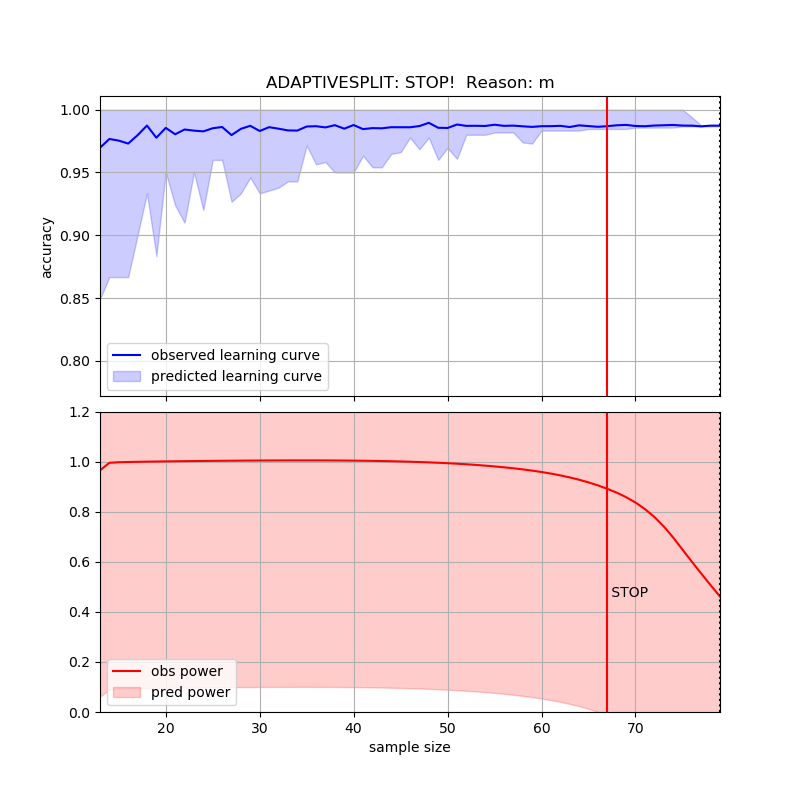 ADAPTIVESPLIT: STOP! Reason: m
1.00
0.95
0.90
0.85
0.80
accuracy
observed learning curve
predicted learning curve
1.2
1.0
0.8
0.6
0.4
0.2
0.0
STOP
obs power
pred power
20 30 40 50 60 70
sample size